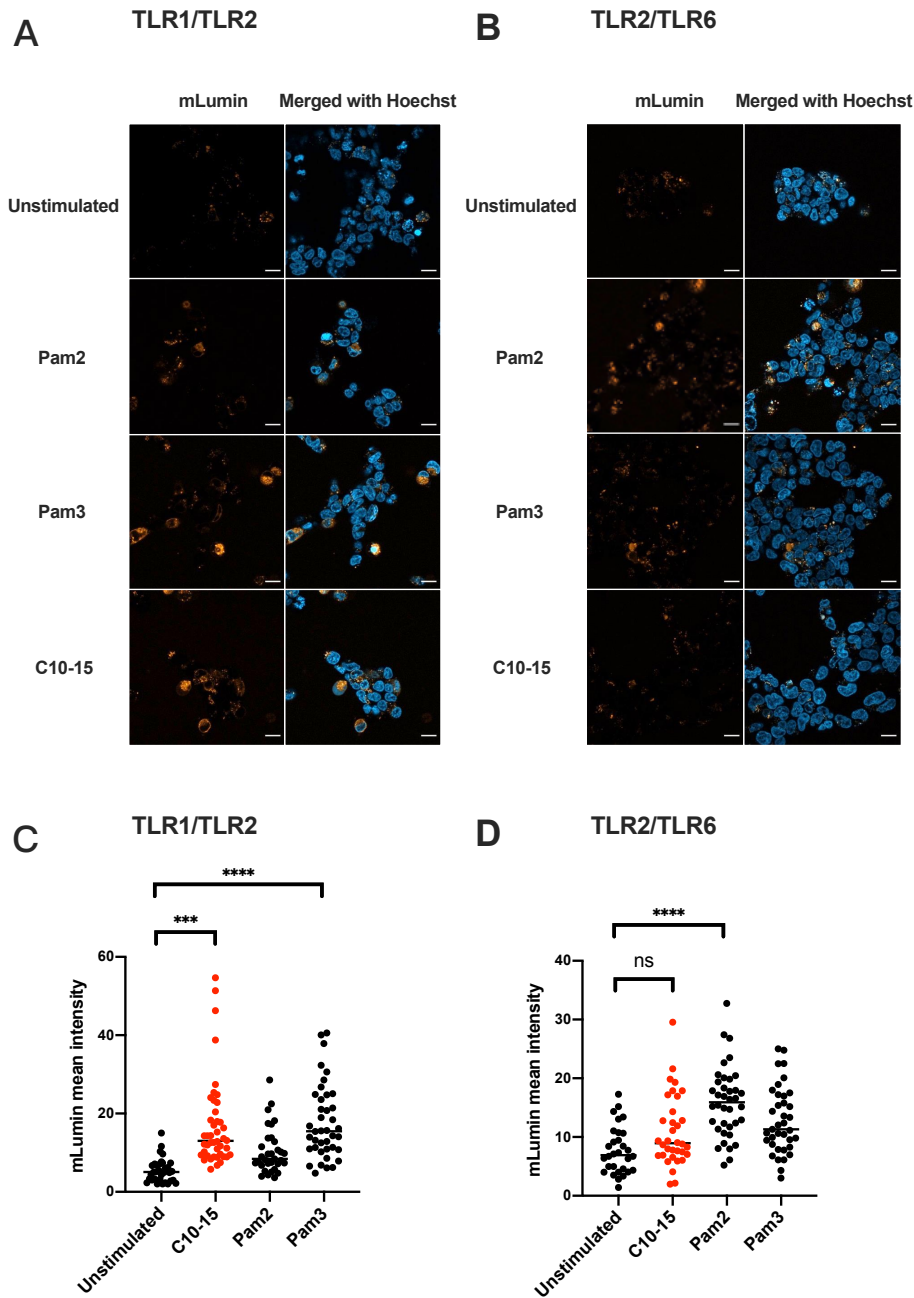 A TLR1/TLR2
mLumin Merged with Hoechst
Unstimulated
Pam2
Pam3
C10-15
B TLR2/TLR6
mLumin Merged with Hoechst
Unstimulated
Pam2
Pam3
C10-15
C TLR1/TLR2
****
***
mLumin mean intensity
60
40
20
0
Unstimulated
C10-15
Pam2
Pam3
D TLR2/TLR6
****
ns
mLumin mean intensity
40
30
20
10
0
Unstimulated
C10-15
Pam2
Pam3